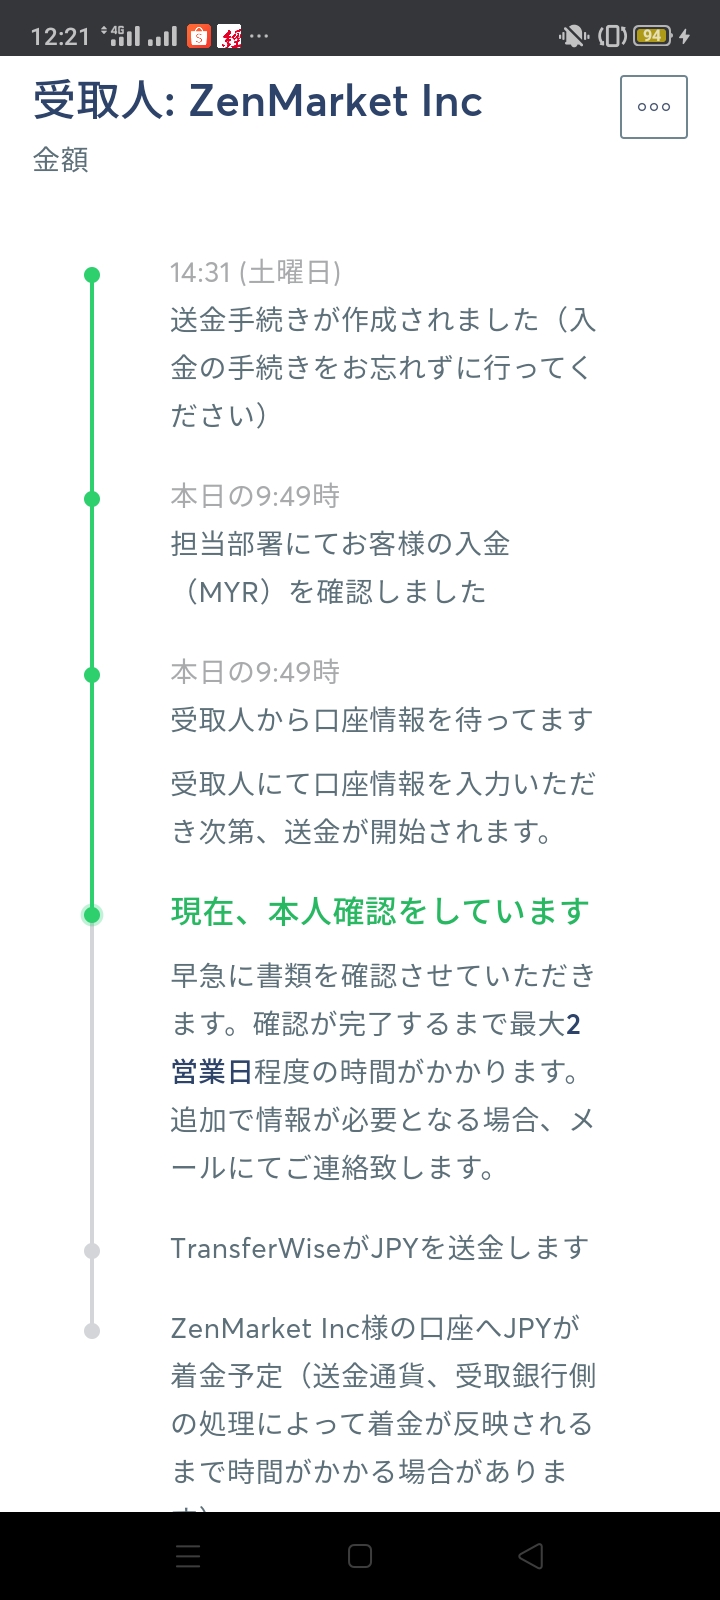 12:21
4G
94
受取人: ZenMarket Inc
金額
14:31 (土曜日)
送金手続きが作成されました（入
金の手続きをお忘れずに行ってく
ださい）
本日の9:49時
担当部署にてお客様の入金
（MYR）を確認しました
本日の9:49時
受取人から口座情報を待ってます
受取人にて口座情報を入力いただ
き次第、送金が開始されます。
現在、本人確認をしています
早急に書類を確認させていただき
ます。確認が完了するまで最大2
営業日程度の時間がかかります。
追加で情報が必要となる場合、メ
ールにてご連絡致します。
TransferWiseがJPYを送金します
ZenMarket Inc様の口座へJPYが
着金予定（送金通貨、受取銀行側
の処理によって着金が反映される
まで時間がかかる場合がありま